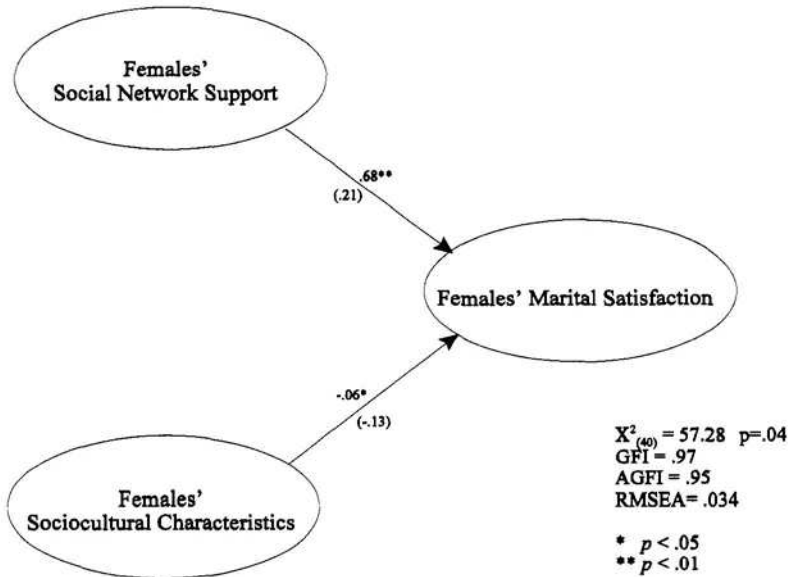 Females’
Social Network Support
.68**
(.21)
Females’ Marital Satisfaction
-.06*
(-.13)
Females’
Sociocultural Characteristics
X²(40) = 57.28 p=.04
GFI = .97
AGFI = .95
RMSEA= .034
* p < .05
** p < .01